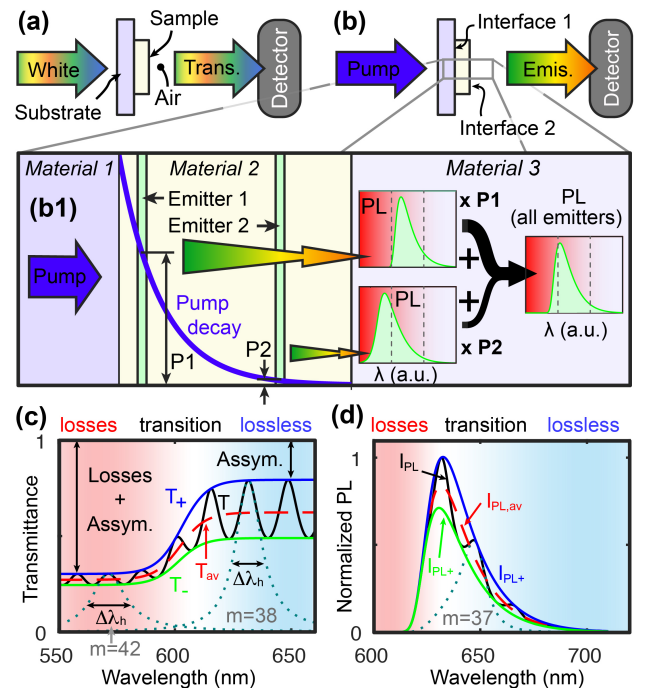 (a)
Sample
White
Trans.
Detector
Substrate
Air
(b)
Interface 1
Pump
Emis.
Detector
Interface 2
Material 1
Material 2
Material 3
(b1)
Emitter 1
Emitter 2
Pump
Pump
decay
P1
P2
PL
x P1
+
+
PL
x P2
λ (a.u.)
PL
(all emitters)
λ (a.u.)
(c)
losses
transition
lossless
1
Losses
+
Assym.
Assym.
T+
T
Tav
T-
Δλh
Δλh
m=38
m=42
0
550
600
650
Transmittance
Wavelength (nm)
(d)
losses
transition
lossless
1
IPL
IPL,av
IPL+
IPL+
m=37
0
600
650
700
Normalized PL
Wavelength (nm)